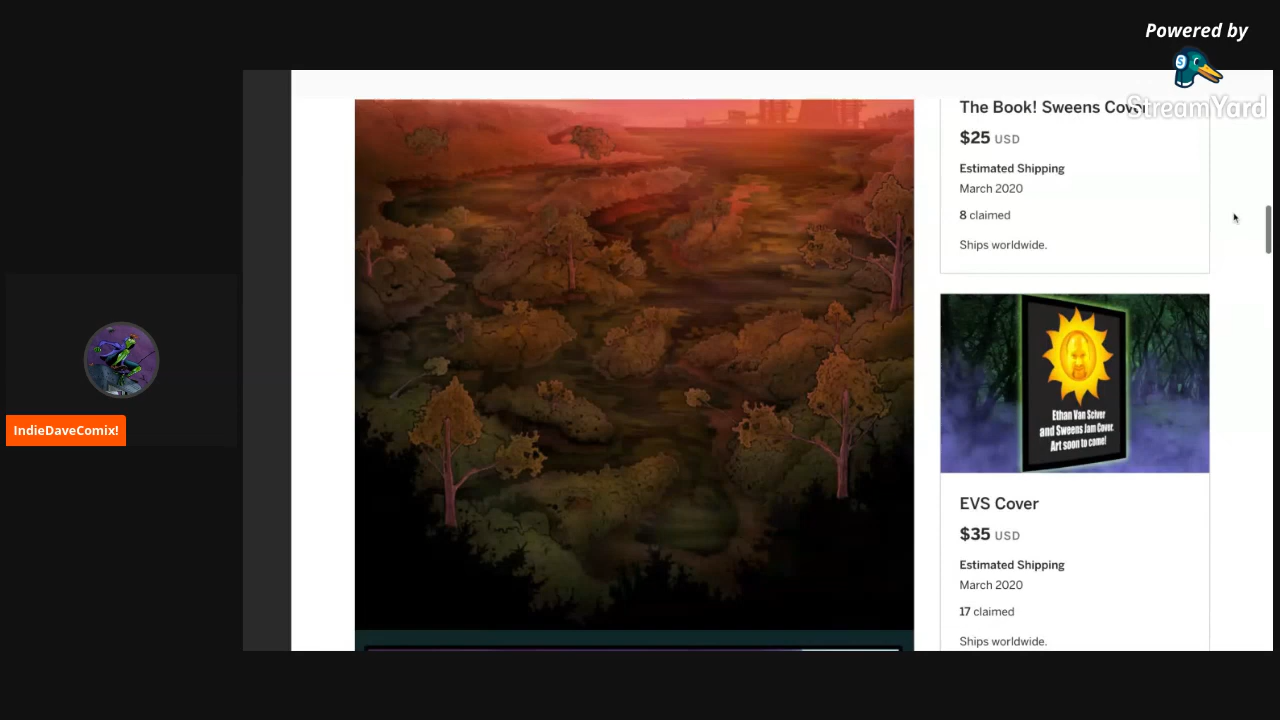 Powered by
S
StreamYard
The Book! Sweens Cover
$25 USD
Estimated Shipping
March 2020
8 claimed
Ships worldwide.
Ethan Van Sciver
and Sweens Jam Cover.
Art soon to come!
EVS Cover
$35 USD
Estimated Shipping
March 2020
17 claimed
Ships worldwide.
IndieDaveComix!